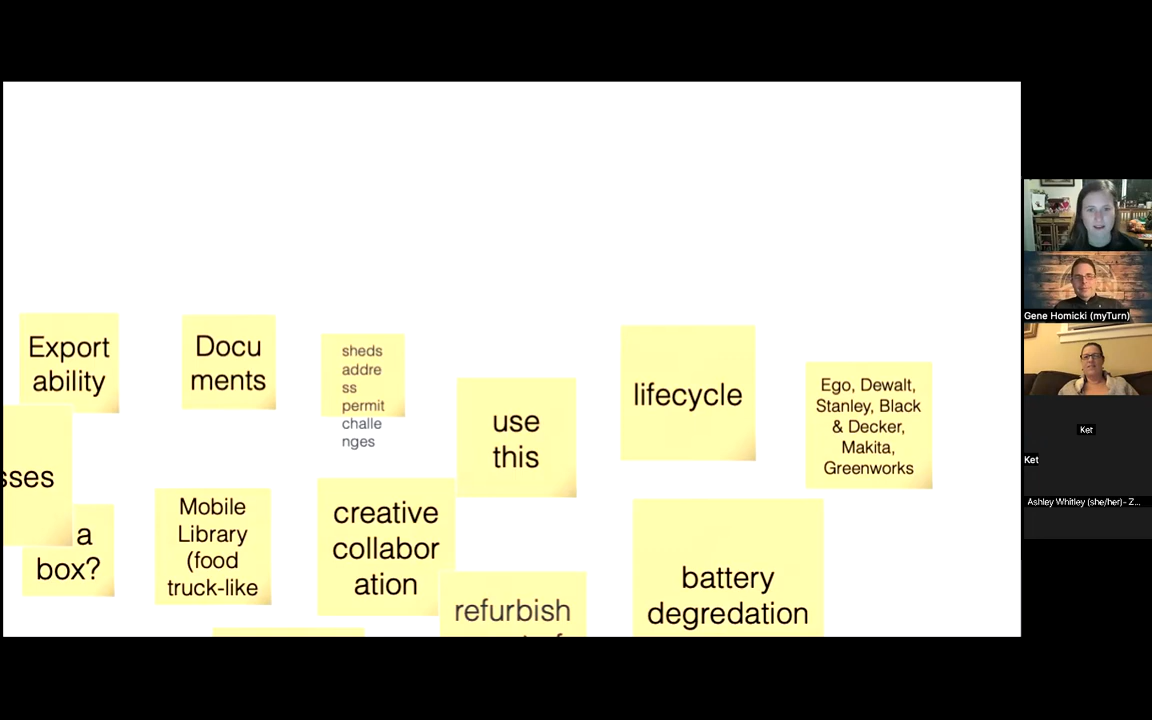 Export
ability
Docu
ments
sheds
addre
ss
permit
challe
nges
use
this
lifecycle
Ego, Dewalt,
Stanley, Black
& Decker,
Makita,
Greenworks
sses
a
box?
Mobile
Library
(food
truck-like
creative
collabor
ation
refurbish
battery
degredation
Gene Homicki (myTurn)
Ket
Ket
Ashley Whitley (she/her)- Z...